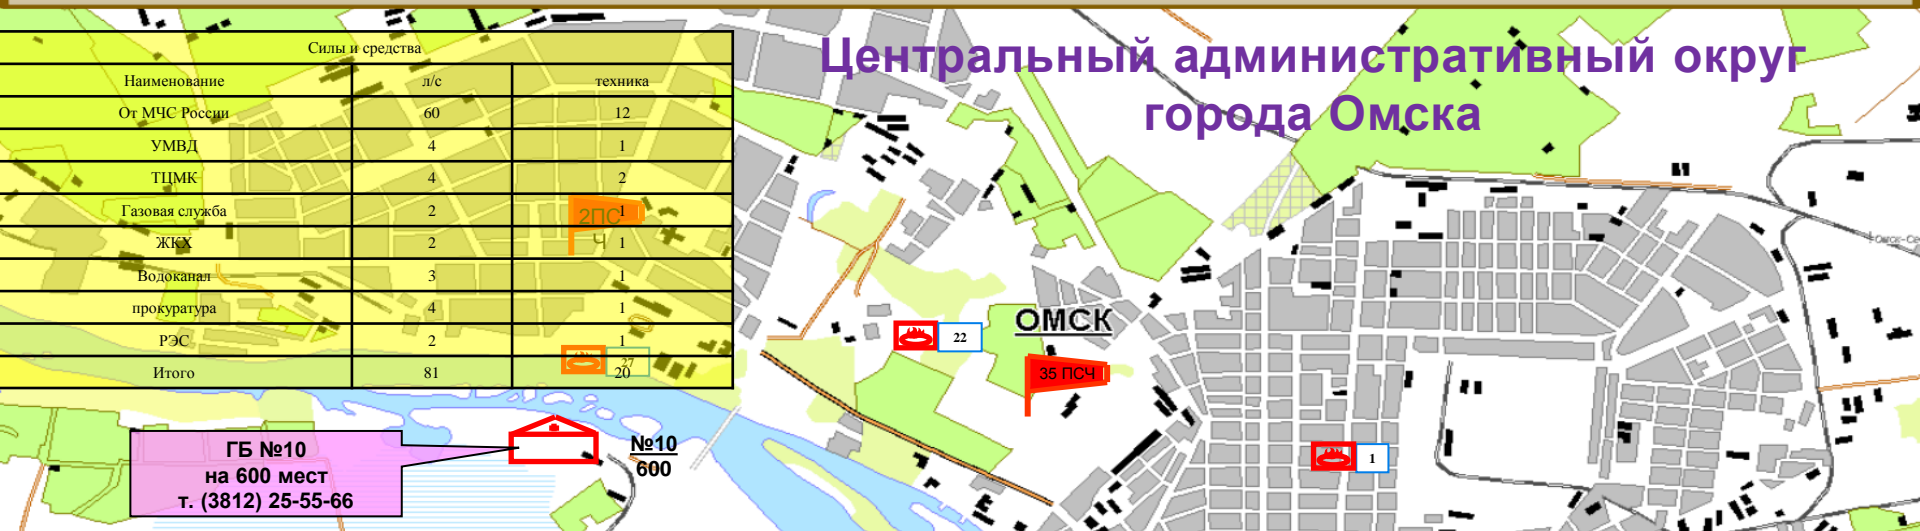 Центральный административный округ
города Омска
Силы и средства
Наименование л/с техника
От МЧС России 60 12
УМВД 4 1
ТЦМК 4 2
Газовая служба 2 1
ЖКХ 2 1
Водоканал 3 1
прокуратура 4 1
РЭС 2 1
Итого 81 20
2ПС
Ч
27
22
ОМСК
35 ПСЧ
1
ГБ №10
на 600 мест
т. (3812) 25-55-66
№10
600